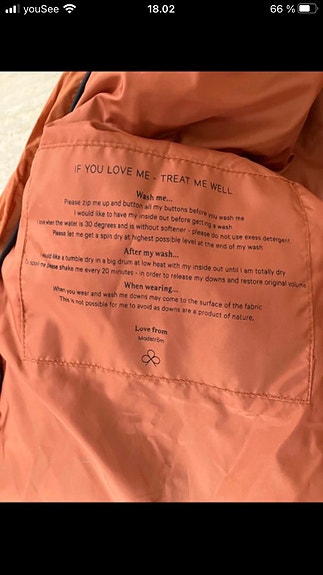 youSee
18.02
66 %
IF YOU LOVE ME - TREAT ME WELL
Wash me...
Please zip me up and button all my buttons before you wash me
I would like to have my inside out before getting a wash
love when the water is 30 degrees and is without softener - please do not use exess detergent
Please let me get a spin dry at highest possible level at the end of my wash
After my wash...
would like a tumble dry in a big drum at low heat with my inside out until I am totally dry
please shake me every 20 minutes - in order to release my downs and restore original volume
When wearing...
When you wear and wash me downs may come to the surface of the fabric
This is not possible for me to avoid as downs are a product of nature.
Love from